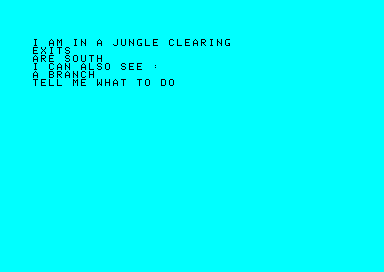 I AM IN A JUNGLE CLEARING
EXITS
ARE SOUTH
I CAN ALSO SEE :
A BRANCH
TELL ME WHAT TO DO